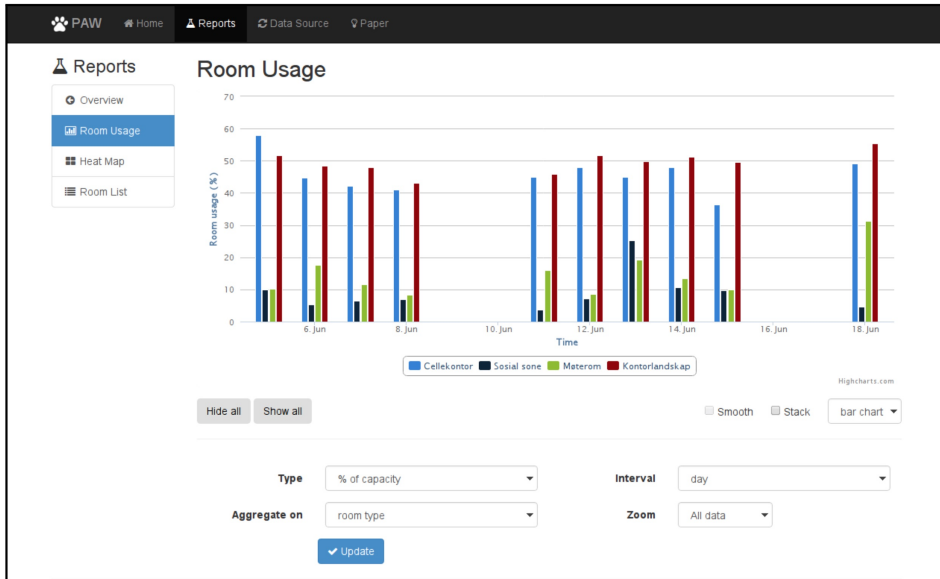 PAW Home Reports Data Source Paper
Reports
Overview
Room Usage
Heat Map
Room List
Room Usage
70
60
50
40
30
20
10
0
Room usage (%)
6. Jun 8. Jun 10. Jun 12. Jun 14. Jun 16. Jun 18. Jun
Time
Cellekontor Sosial sone Møterom Kontorlandskap
Highcharts.com
Hide all Show all Smooth Stack bar chart
Type % of capacity Interval day
Aggregate on room type Zoom All data
Update